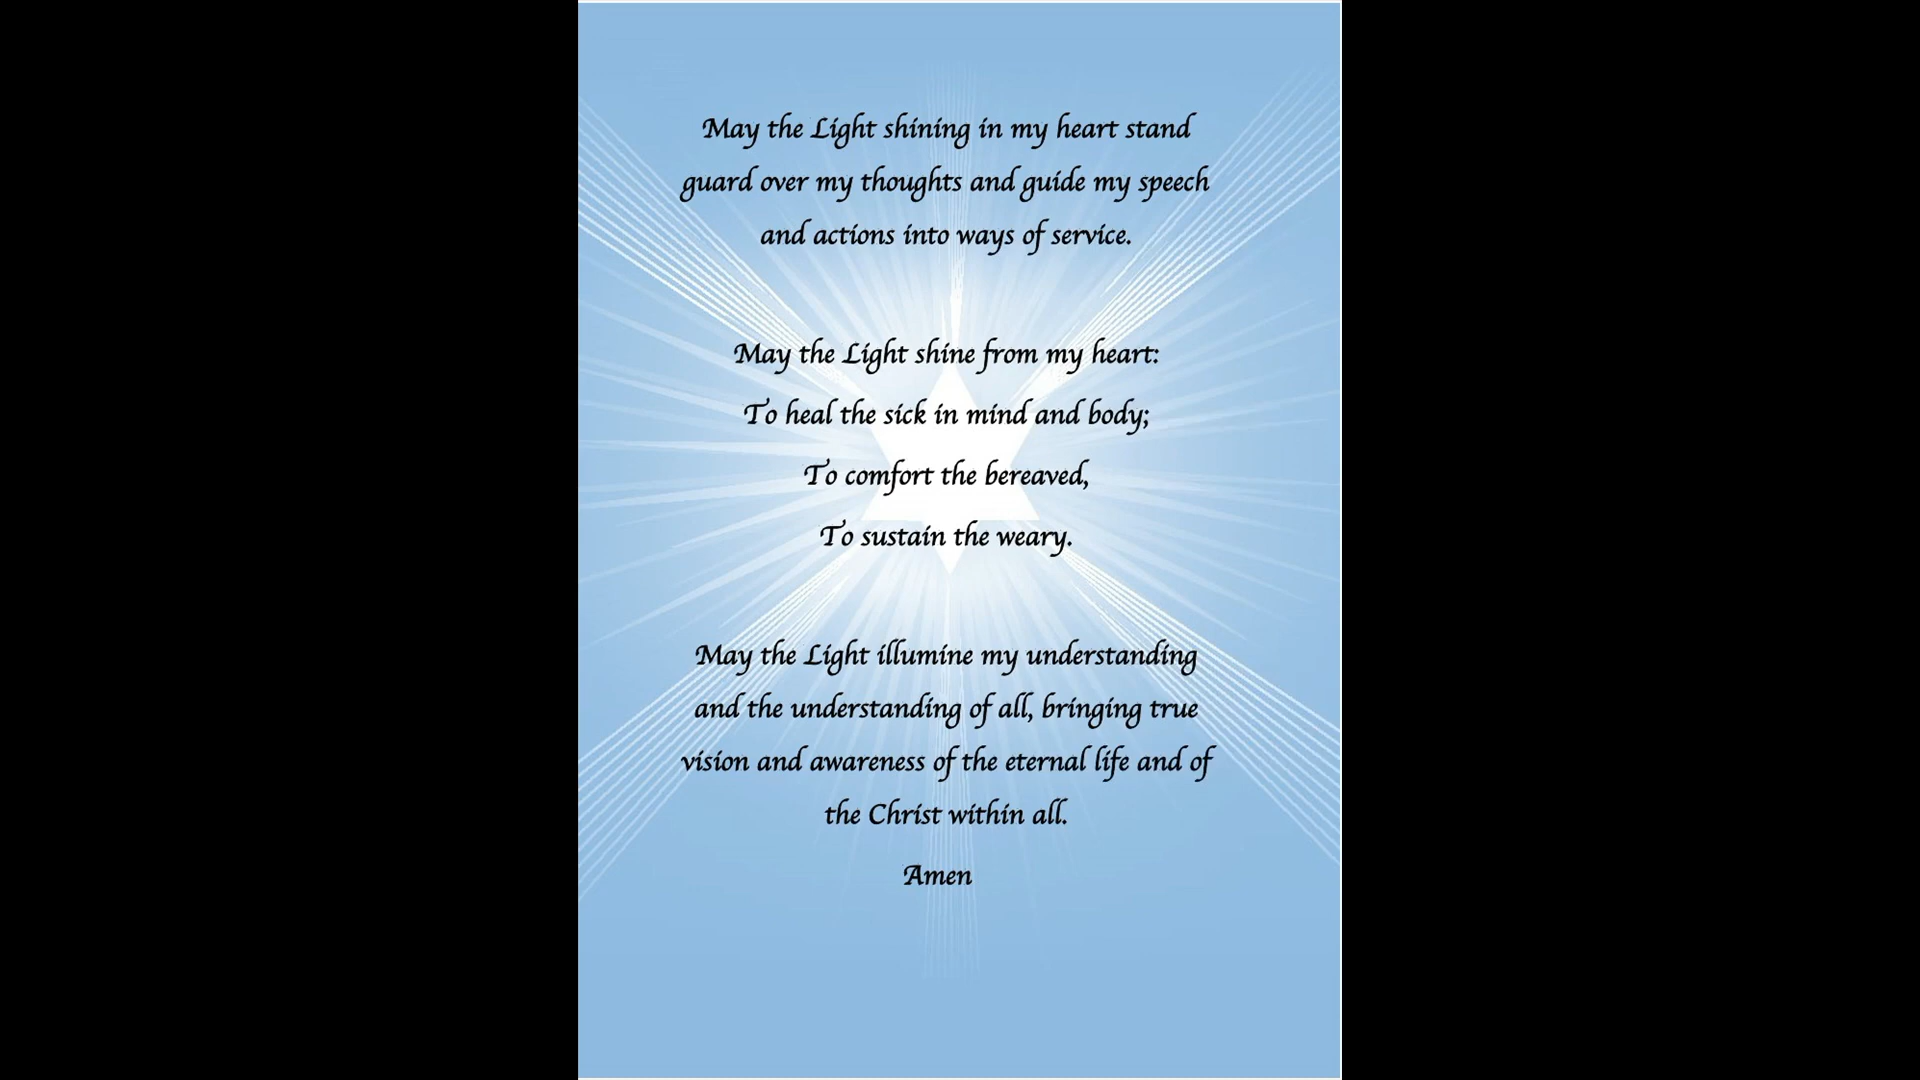 May the Light shining in my heart stand
guard over my thoughts and guide my speech
and actions into ways of service.
May the Light shine from my heart:
To heal the sick in mind and body;
To comfort the bereaved,
To sustain the weary.
May the Light illumine my understanding
and the understanding of all, bringing true
vision and awareness of the eternal life and of
the Christ within all.
Amen